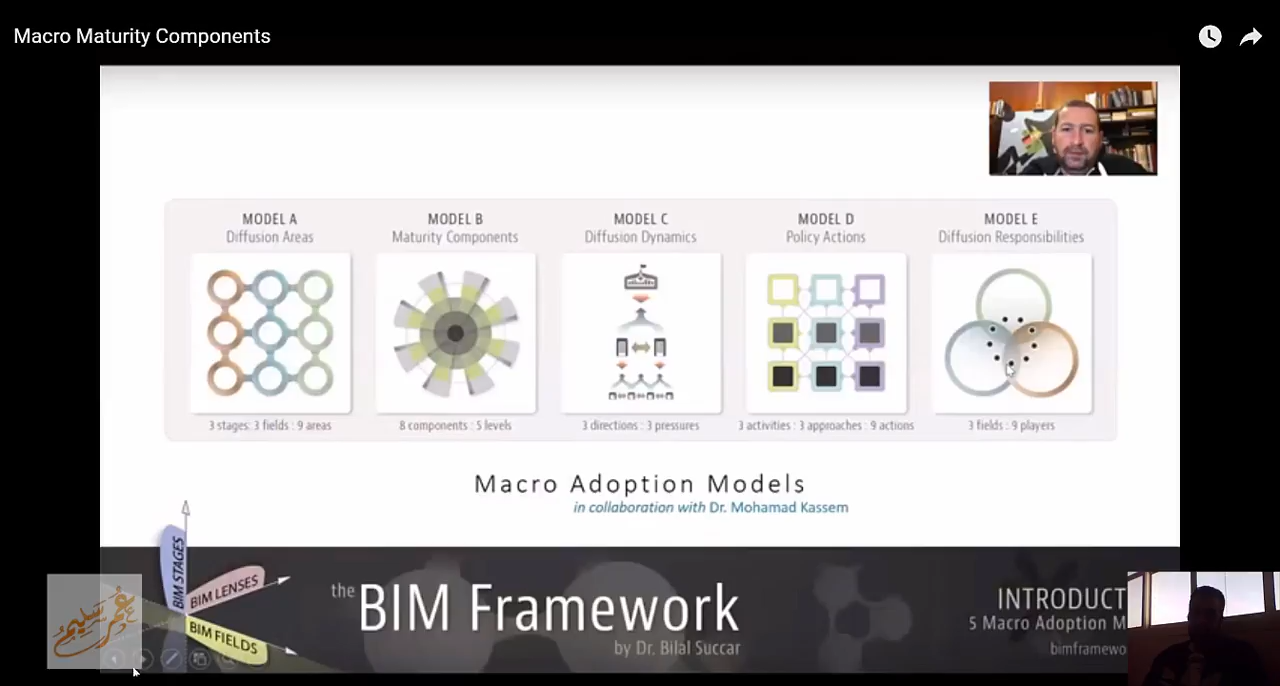 Macro Maturity Components
MODEL A
Diffusion Areas
3 stages: 3 fields : 9 areas
MODEL B
Maturity Components
8 components : 5 levels
MODEL C
Diffusion Dynamics
3 directions : 3 pressures
MODEL D
Policy Actions
3 activities : 3 approaches : 9 actions
MODEL E
Diffusion Responsibilities
3 fields : 9 players
Macro Adoption Models
in collaboration with Dr. Mohamad Kassem
BIM STAGES
BIM LENSES
BIM FIELDS
the BIM Framework
by Dr. Bilal Succar
INTRODUCT
5 Macro Adoption M
bimframewo
عمر سليم